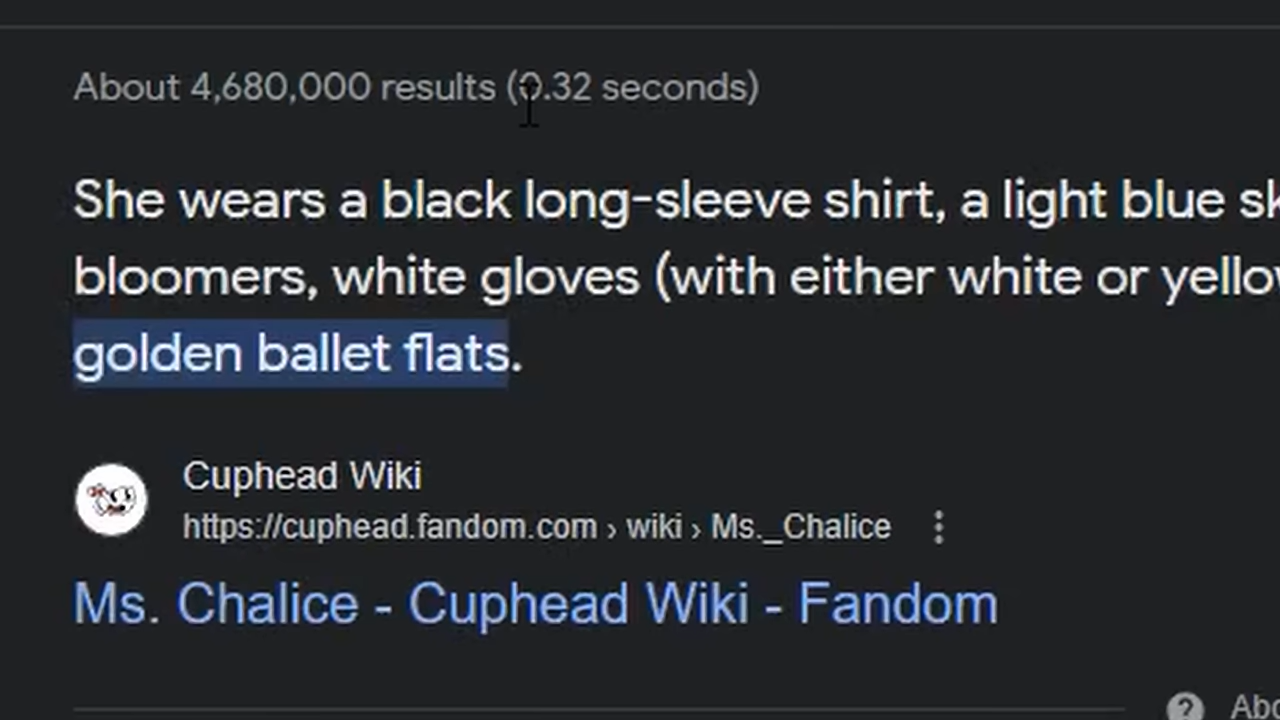 About 4,680,000 results (0.32 seconds)
She wears a black long-sleeve shirt, a light blue
bloomers, white gloves (with either white or
golden ballet flats.
Cuphead Wiki
https://cuphead.fandom.com › wiki › Ms._Chalice
Ms. Chalice - Cuphead Wiki - Fandom